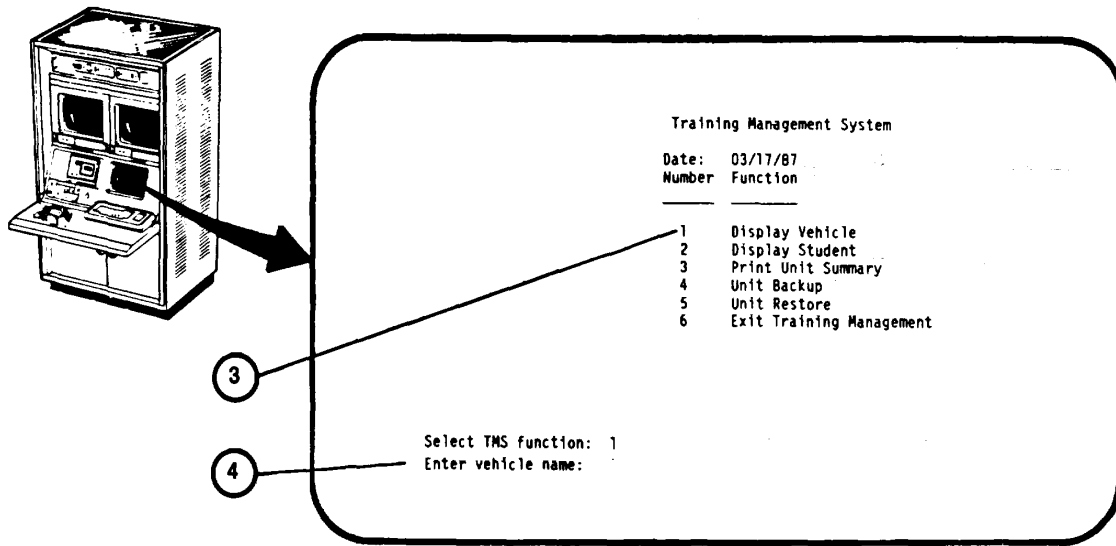 Training Management System
Date: 03/17/87
Number Function
1 Display Vehicle
2 Display Student
3 Print Unit Summary
4 Unit Backup
5 Unit Restore
6 Exit Training Management
3
Select TMS function: 1
4
Enter vehicle name: